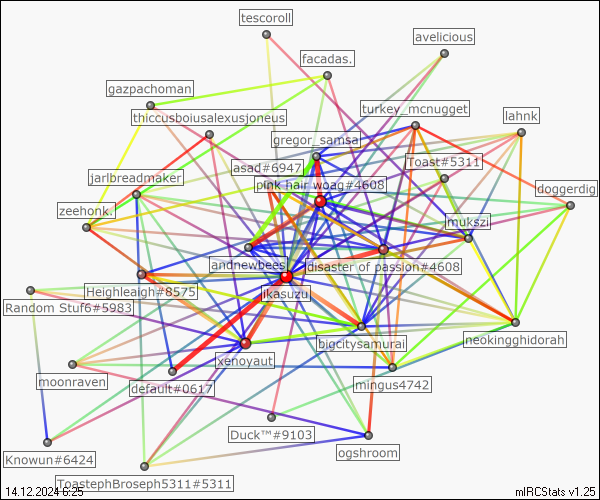 tescoroll
avelicious
facadas.
gazpachoman
turkey_mcnugget
thiccusboiusalexusjoneus
lahnk
gregor_samsa
Toast#5311
asad#6947
jarlbreadmaker
pink hair woag#4608
doggerdig
zeehonk.
mukszi
andnewbees
disaster of passion#4608
Heighleaigh#8575
ikasuzu
Random Stuf6#5983
bigcitysamurai
neokingghidorah
xenoyaut
moonraven
default#0617
mingus4742
Duck™#9103
ogshroom
Knowun#6424
ToastephBroseph5311#5311
14.12.2024 6:25
mIRCStats v1.25